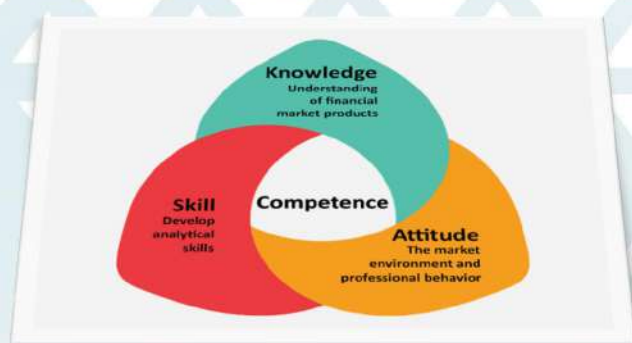 Knowledge
Understanding
of financial
market products
Skill
Develop
analytical
skills
Competence
Attitude
The market
environment and
professional behavior